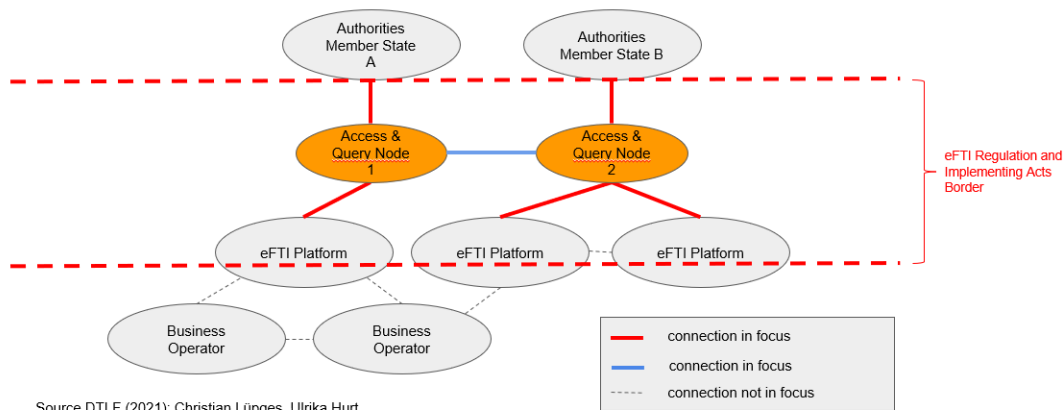 Authorities
Member State
A
Authorities
Member State B
Access &
Query Node
1
Access &
Query Node
2
eFTI Regulation and
Implementing Acts
Border
eFTI Platform
eFTI Platform
eFTI Platform
Business
Operator
Business
Operator
connection in focus
connection in focus
connection not in focus
Source DTLF (2021): Christian Lüpges, Ulrika Hurt